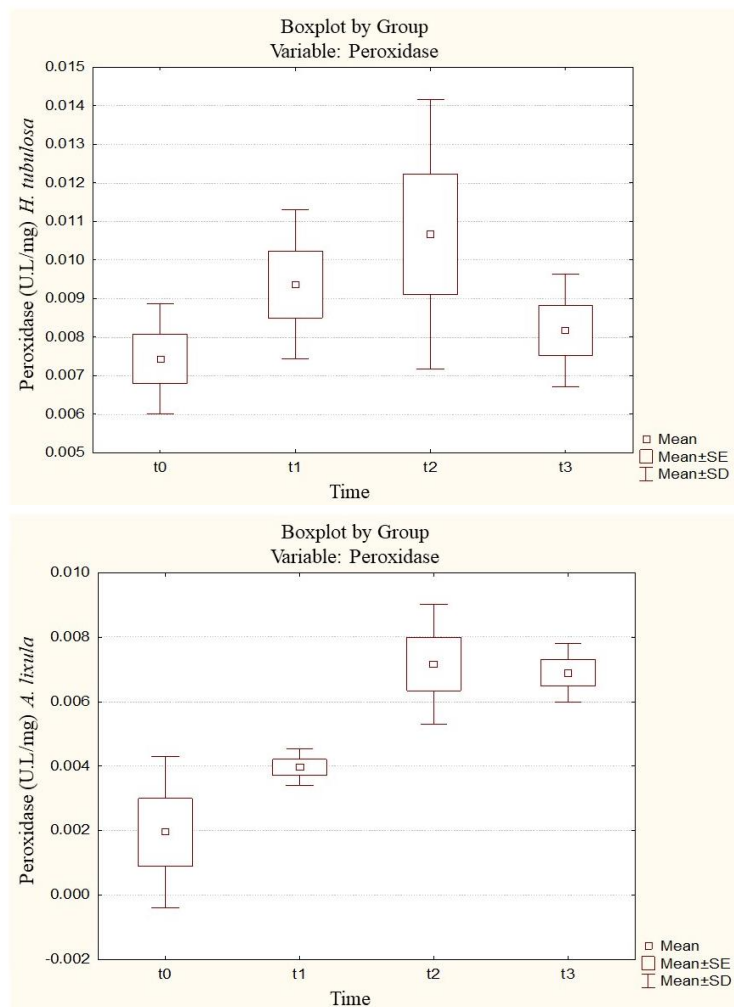 Boxplot by Group
Variable: Peroxidase
Peroxidase (U.L/mg) H. tubulosa
0.015
0.014
0.013
0.012
0.011
0.010
0.009
0.008
0.007
0.006
0.005
t0 t1 t2 t3
Time
Mean
Mean±SE
Mean±SD
Boxplot by Group
Variable: Peroxidase
Peroxidase (U.L/mg) A. lixula
0.010
0.008
0.006
0.004
0.002
0.000
-0.002
t0 t1 t2 t3
Time
Mean
Mean±SE
Mean±SD